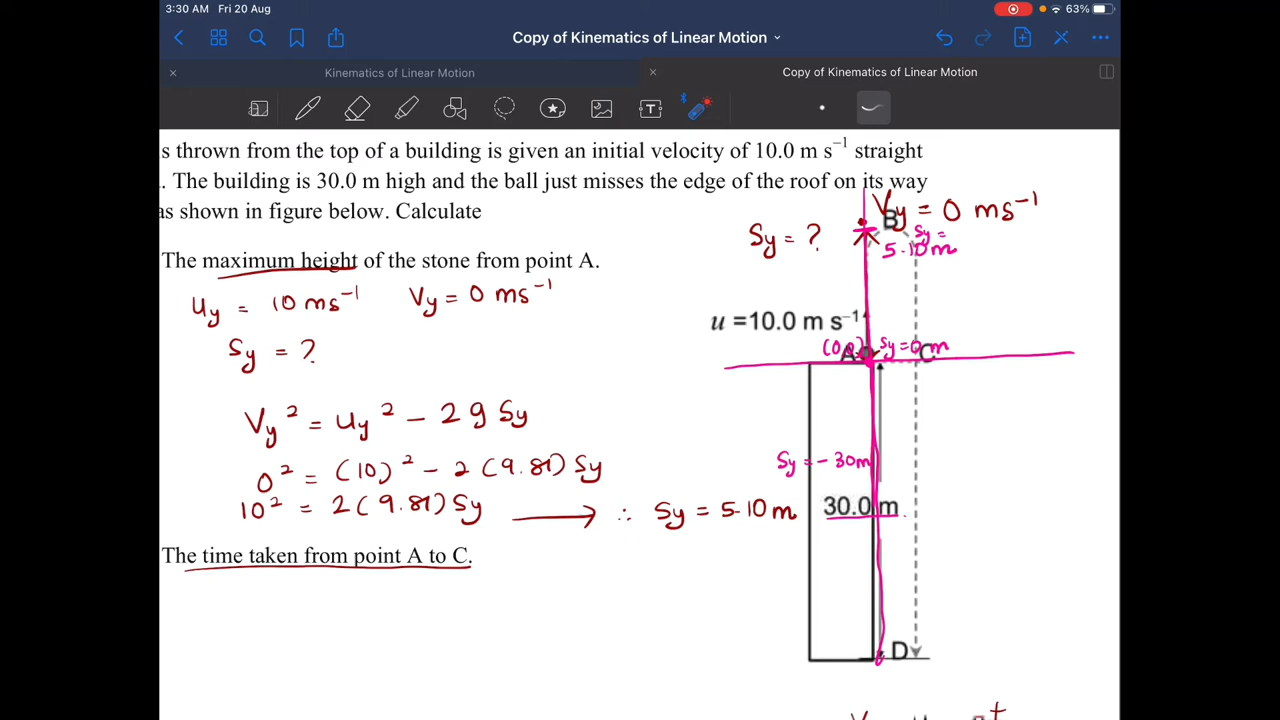 3:30 AM Fri 20 Aug
63%
Copy of Kinematics of Linear Motion
Kinematics of Linear Motion
Copy of Kinematics of Linear Motion
s thrown from the top of a building is given an initial velocity of 10.0 m s⁻¹ straight
. The building is 30.0 m high and the ball just misses the edge of the roof on its way
as shown in figure below. Calculate
Vy = 0 ms⁻¹
B
Sy = ?
Sy =
5.10 m
The maximum height of the stone from point A.
uy = 10 ms⁻¹ Vy = 0 ms⁻¹
u =10.0 m s⁻¹
Sy = ?
(0,0) Sy = 0 m
A C
Vy² = uy² - 2g Sy
0² = (10)² - 2 (9.81) Sy
Sy = - 30m
10² = 2 (9.81) Sy ⟶ ∴ Sy = 5.10 m
30.0 m
The time taken from point A to C.
D